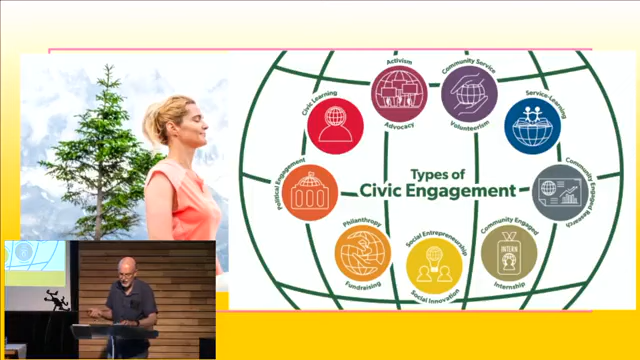 Activism
Advocacy
Community Service
Volunteerism
Civic Learning
Service-Learning
Political Engagement
Types of
Civic Engagement
Community Engaged Research
Philanthropy
Fundraising
Social Entrepreneurship
Social Innovation
Community Engaged
Internship
INTERN